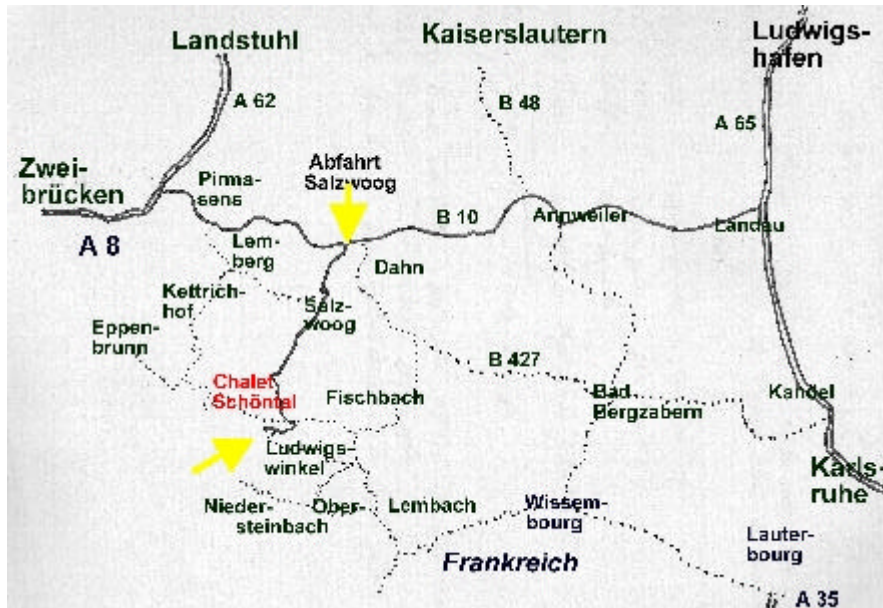 Landstuhl
Kaiserslautern
Ludwigs-
hafen
A 62
B 48
A 65
Zwei-
brücken
Pirma-
sens
Abfahrt
Salzwoog
B 10
Annweiler
Landau
A 8
Lem-
berg
Dahn
Kettrich-
hof
Salz-
woog
Eppen-
brunn
B 427
Chalet
Schöntal
Fischbach
Bad
Bergzabern
Kandel
Ludwigs-
winkel
Karls-
ruhe
Nieder-
steinbach
Ober-
Lembach
Wissem-
bourg
Lauter-
bourg
Frankreich
A 35